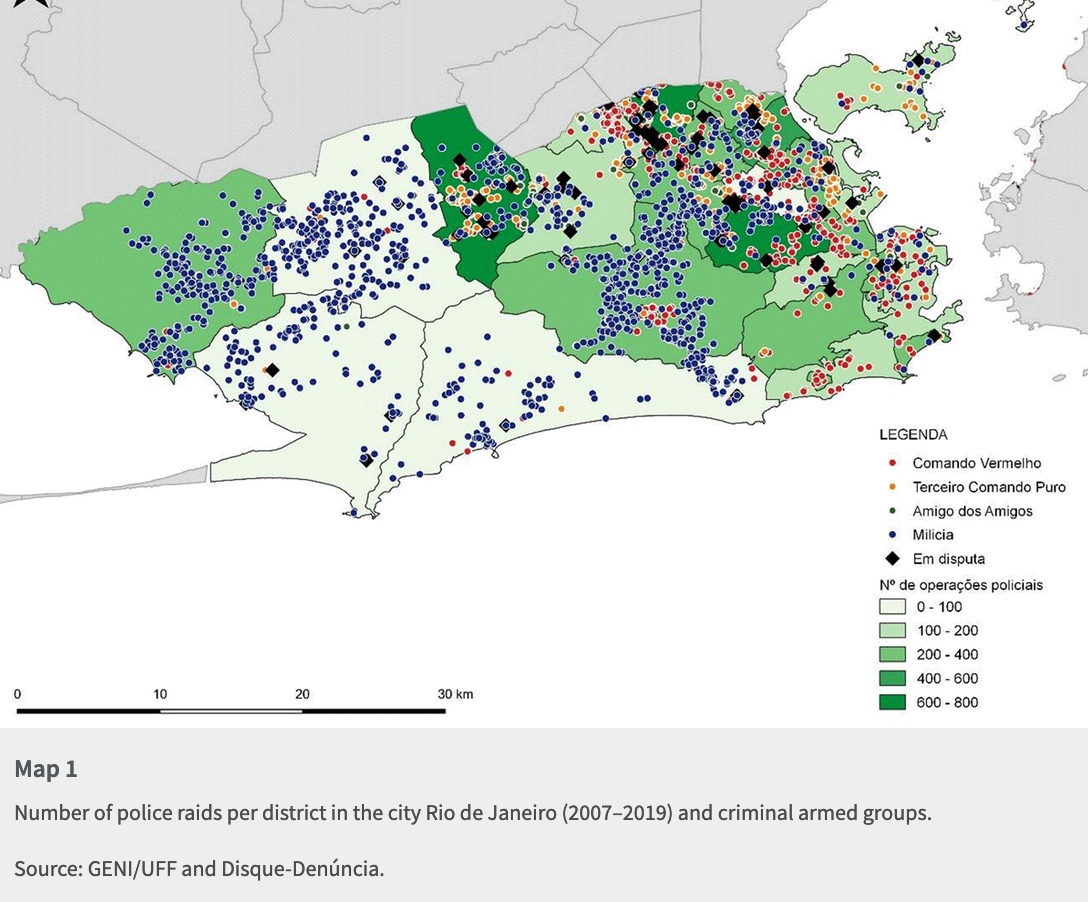 LEGENDA
Comando Vermelho
Terceiro Comando Puro
Amigo dos Amigos
Milicia
Em disputa
Nº de operações policiais
0 - 100
100 - 200
200 - 400
400 - 600
600 - 800
0 10 20 30 km
Map 1
Number of police raids per district in the city Rio de Janeiro (2007–2019) and criminal armed groups.
Source: GENI/UFF and Disque-Denúncia.